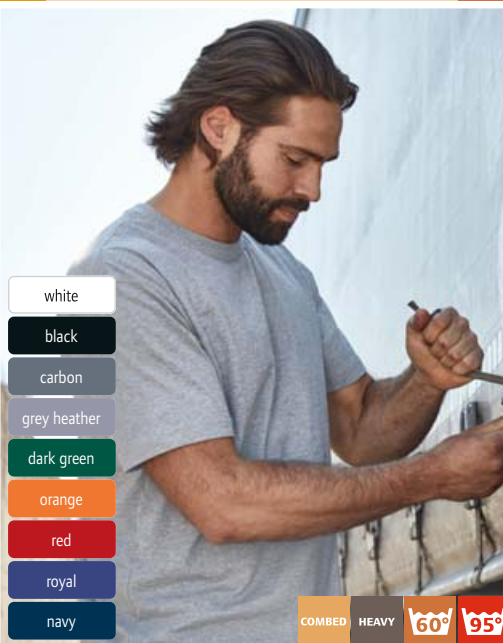 white
black
carbon
grey heather
dark green
orange
red
royal
navy
COMBED HEAVY 60° 95°